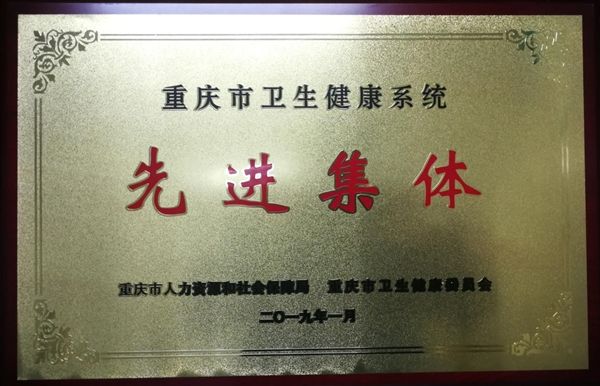 重庆市卫生健康系统
先进集体
重庆市人力资源和社会保障局 重庆市卫生健康委员会
二〇一九年一月